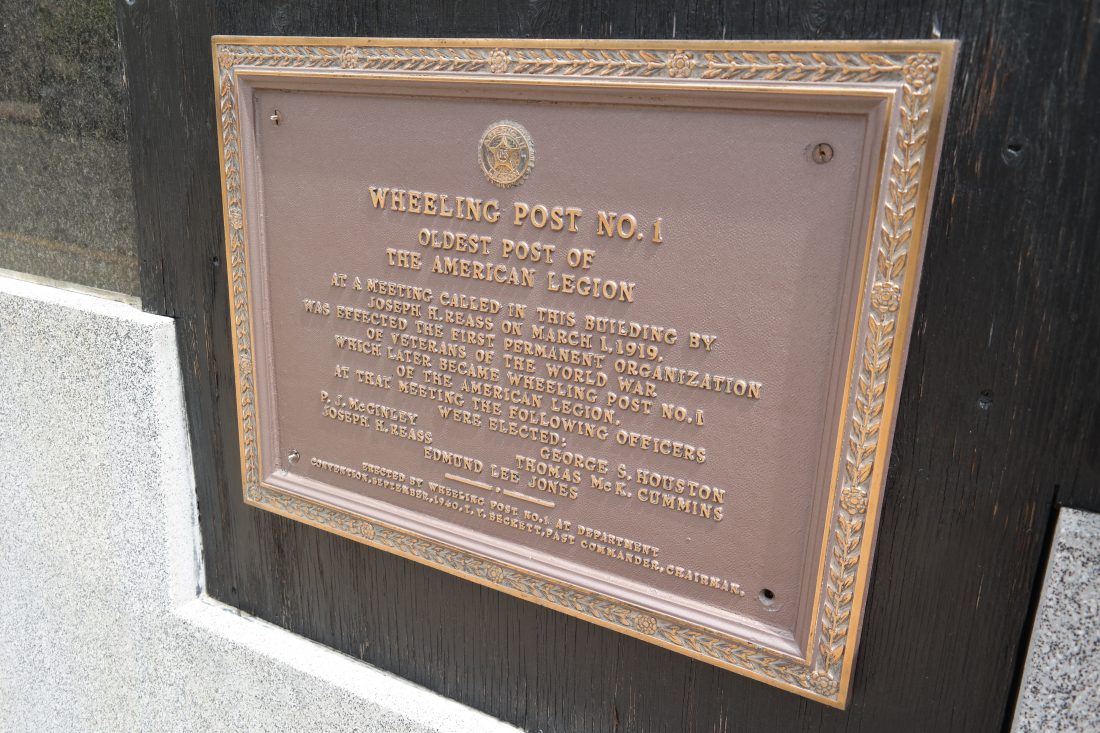 WHEELING POST NO. 1
OLDEST POST OF
THE AMERICAN LEGION
AT A MEETING CALLED IN THIS BUILDING BY
JOSEPH H. REASS ON MARCH 1, 1919,
WAS EFFECTED THE FIRST PERMANENT ORGANIZATION
OF VETERANS OF THE WORLD WAR
WHICH LATER BECAME WHEELING POST NO. 1
OF THE AMERICAN LEGION.
AT THAT MEETING THE FOLLOWING OFFICERS
WERE ELECTED:
P. J. McGINLEY GEORGE S. HOUSTON
JOSEPH H. REASS THOMAS McK. CUMMINS
EDMUND LEE JONES
ERECTED BY WHEELING POST NO. 1 AT DEPARTMENT
CONVENTION, SEPTEMBER, 1940, T. V. BECKETT, PAST COMMANDER, CHAIRMAN.